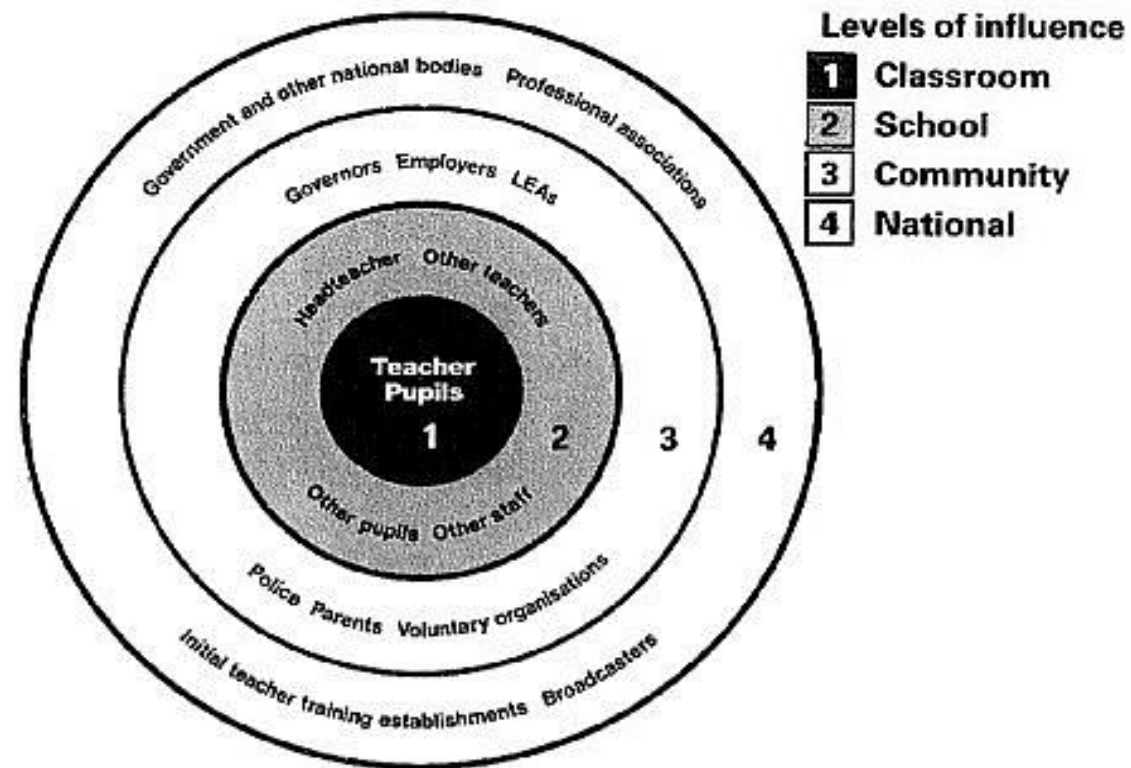 Levels of influence
1 Classroom
2 School
3 Community
4 National
Government and other national bodies Professional associations
Governors Employers LEAs
Headteacher Other teachers
Teacher
Pupils
1 2 3 4
Other pupils Other staff
Police Parents Voluntary organisations
Initial teacher training establishments Broadcasters